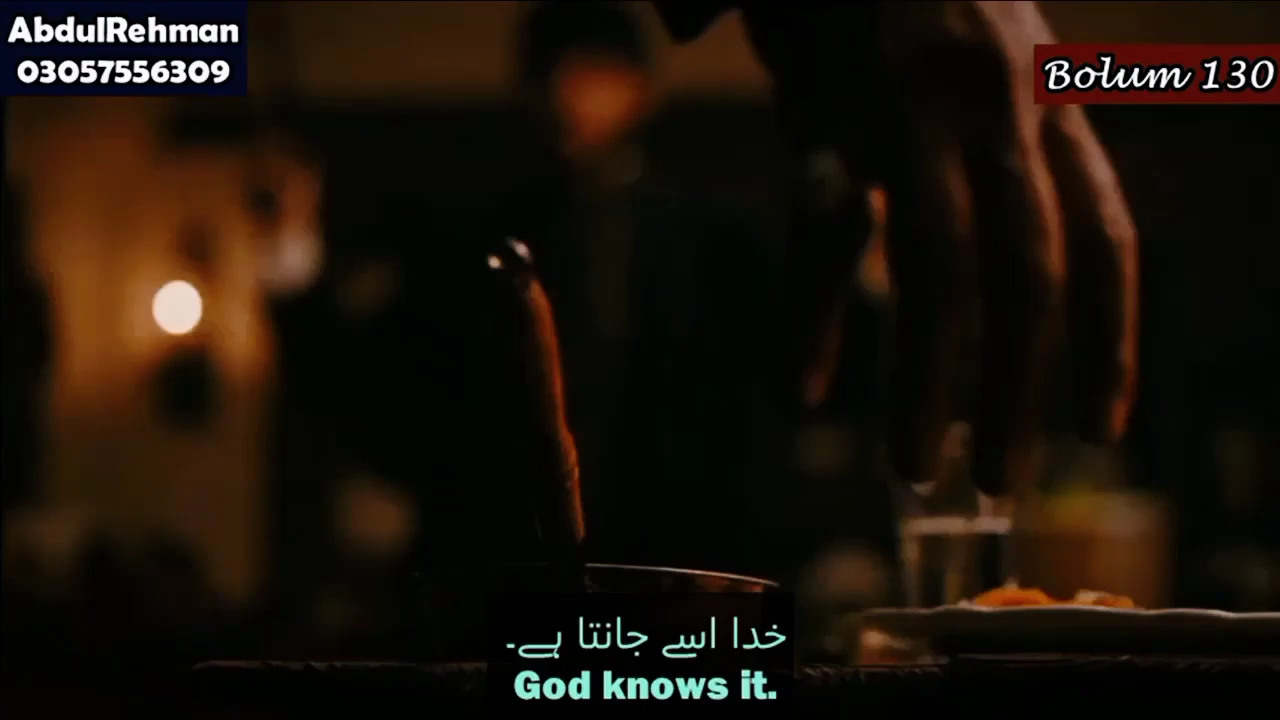 AbdulRehman
03057556309
Bolum 130
خدا اسے جانتا ہے۔
God knows it.